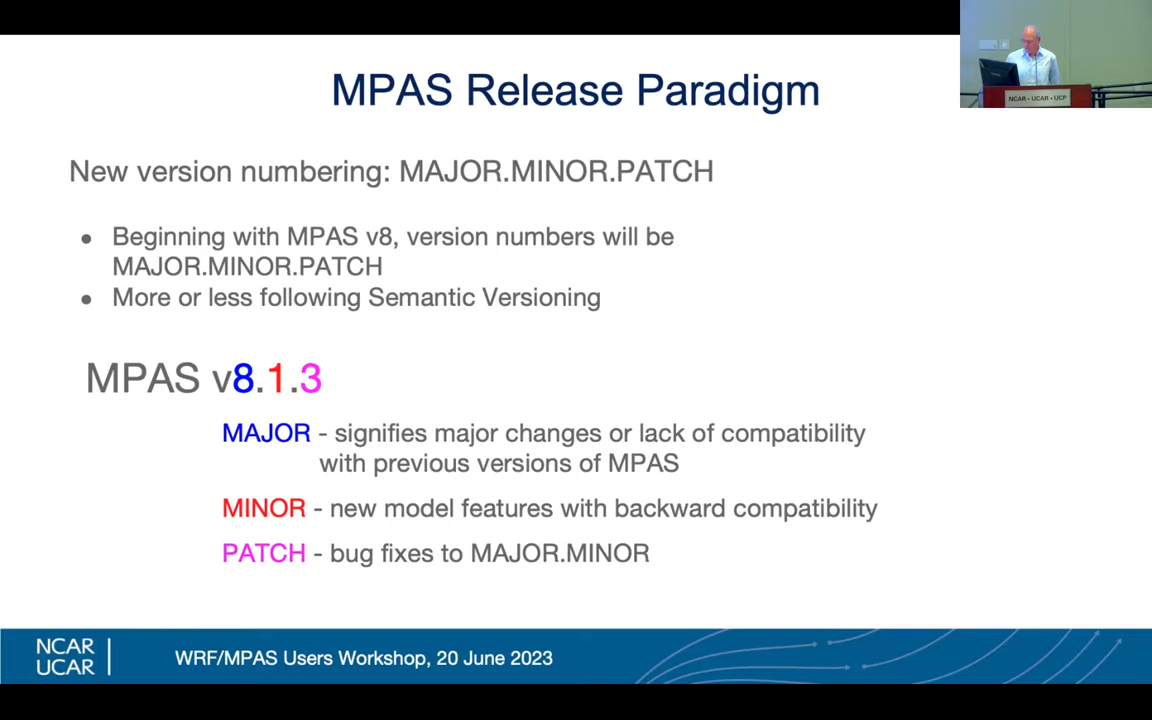 MPAS Release Paradigm
NCAR • UCAR • UCP
New version numbering: MAJOR.MINOR.PATCH
● Beginning with MPAS v8, version numbers will be
MAJOR.MINOR.PATCH
● More or less following Semantic Versioning
MPAS v8.1.3
MAJOR - signifies major changes or lack of compatibility
with previous versions of MPAS
MINOR - new model features with backward compatibility
PATCH - bug fixes to MAJOR.MINOR
NCAR
UCAR
WRF/MPAS Users Workshop, 20 June 2023